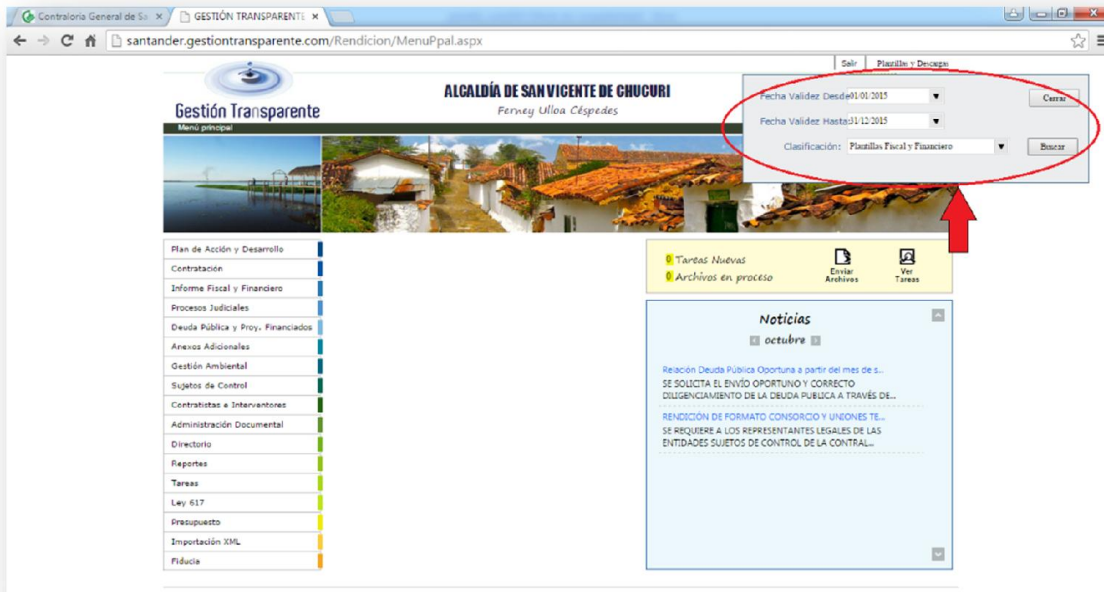 Contraloría General de Sa
GESTIÓN TRANSPARENTE
santander.gestiontransparente.com/Rendicion/MenuPpal.aspx
Salir
Plantillas y Descargas
Gestión Transparente
ALCALDÍA DE SAN VICENTE DE CHUCURI
Ferney Ulloa Céspedes
Menú principal
Fecha Validez Desde 01/01/2015
Cerrar
Fecha Validez Hasta: 31/12/2015
Clasificación: Plantillas Fiscal y Financiero
Buscar
Plan de Acción y Desarrollo
Contratación
Informe Fiscal y Financiero
Procesos Judiciales
Deuda Pública y Proy. Financiados
Anexos Adicionales
Gestión Ambiental
Sujetos de Control
Contratistas e Interventores
Administración Documental
Directorio
Reportes
Tareas
Ley 617
Presupuesto
Importación XML
Fiducia
0 Tareas Nuevas
0 Archivos en proceso
Enviar Archivos
Ver Tareas
Noticias
octubre
Relación Deuda Pública Oportuna a partir del mes de s...
SE SOLICITA EL ENVÍO OPORTUNO Y CORRECTO
DILIGENCIAMIENTO DE LA DEUDA PUBLICA A TRAVÉS DE...
RENDICIÓN DE FORMATO CONSORCIO Y UNIONES TE...
SE REQUIERE A LOS REPRESENTANTES LEGALES DE LAS
ENTIDADES SUJETOS DE CONTROL DE LA CONTRAL...